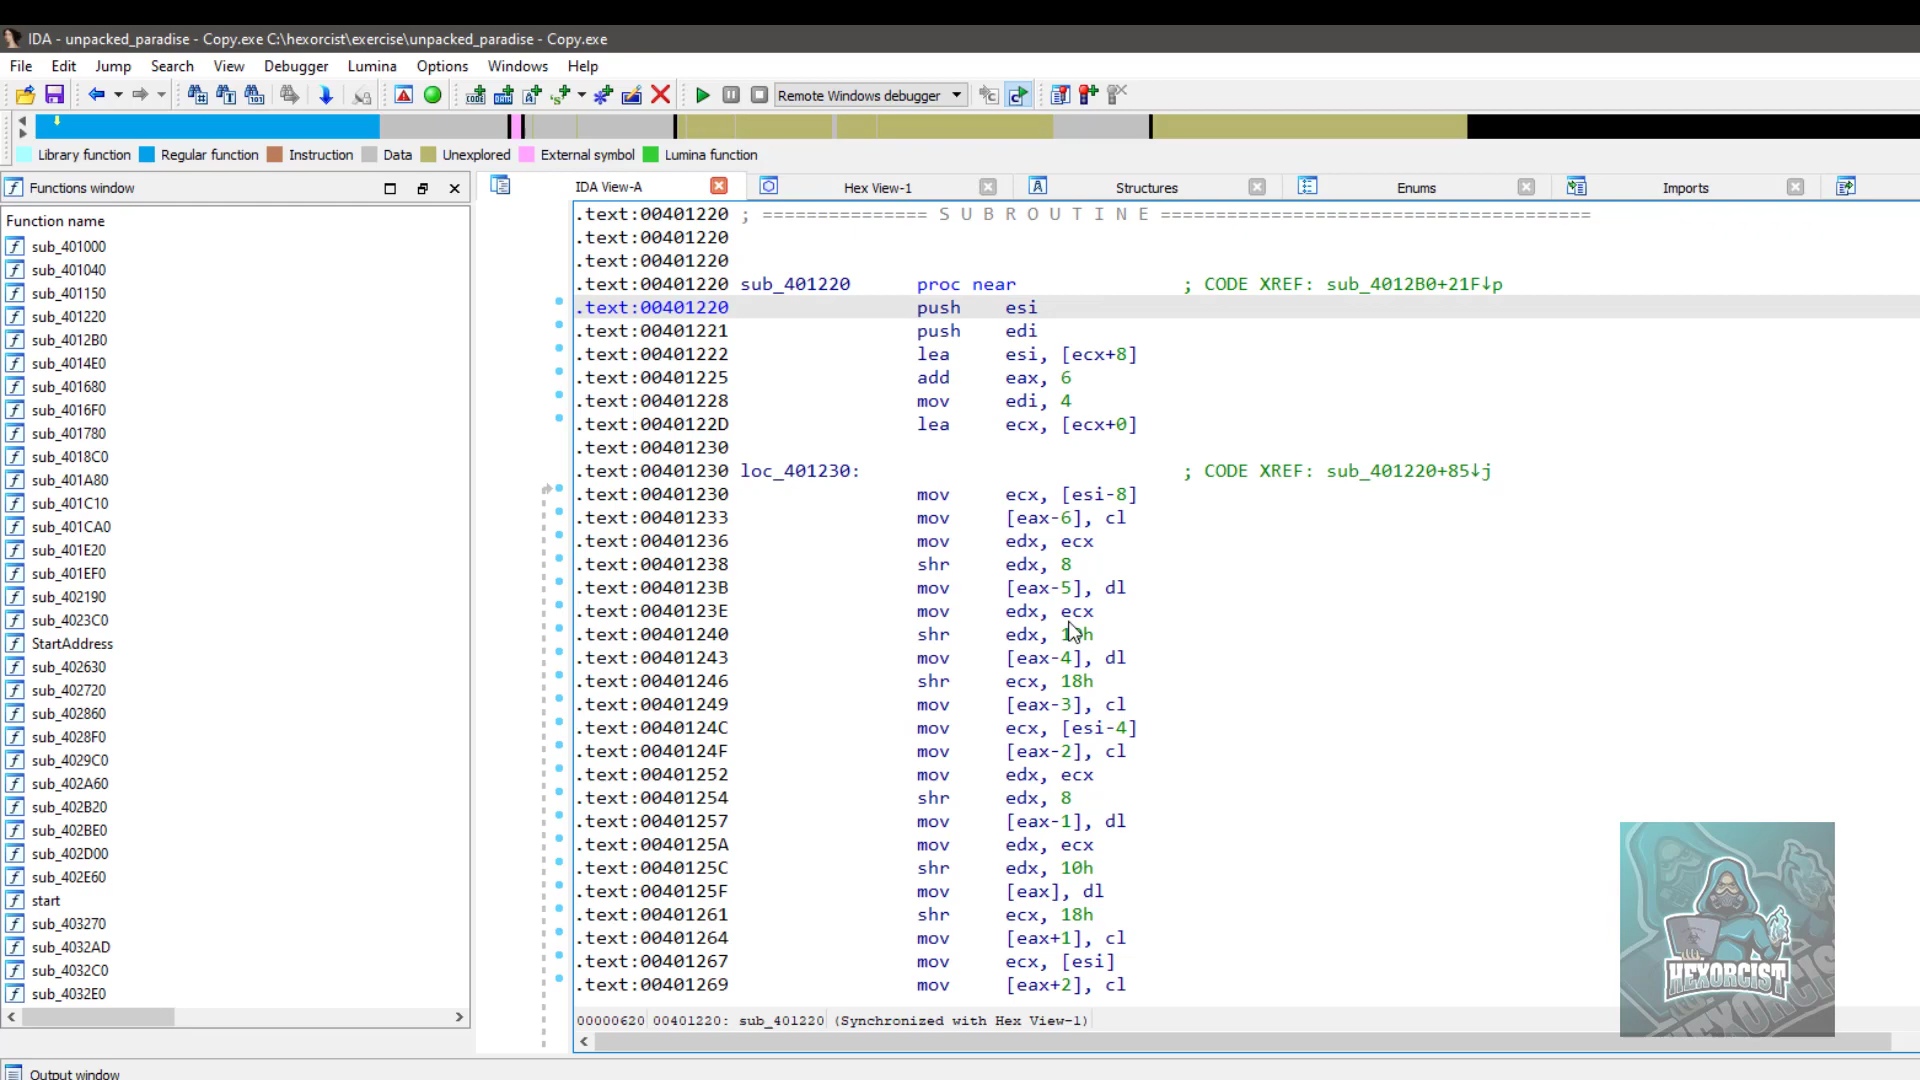 IDA - unpacked_paradise - Copy.exe C:\hexorcist\exercise\unpacked_paradise - Copy.exe
File Edit Jump Search View Debugger Lumina Options Windows Help
Remote Windows debugger
Library function Regular function Instruction Data Unexplored External symbol Lumina function
Functions window
IDA View-A Hex View-1 Structures Enums Imports
Function name
sub_401000
sub_401040
sub_401150
sub_401220
sub_4012B0
sub_4014E0
sub_401680
sub_4016F0
sub_401780
sub_4018C0
sub_401A80
sub_401C10
sub_401CA0
sub_401E20
sub_401EF0
sub_402190
sub_4023C0
StartAddress
sub_402630
sub_402720
sub_402860
sub_4028F0
sub_4029C0
sub_402A60
sub_402B20
sub_402BE0
sub_402D00
sub_402E60
start
sub_403270
sub_4032AD
sub_4032C0
sub_4032E0
.text:00401220 ; =============== S U B R O U T I N E =======================================
.text:00401220
.text:00401220
.text:00401220 sub_401220 proc near ; CODE XREF: sub_4012B0+21F↓p
.text:00401220 push esi
.text:00401221 push edi
.text:00401222 lea esi, [ecx+8]
.text:00401225 add eax, 6
.text:00401228 mov edi, 4
.text:0040122D lea ecx, [ecx+0]
.text:00401230
.text:00401230 loc_401230: ; CODE XREF: sub_401220+85↓j
.text:00401230 mov ecx, [esi-8]
.text:00401233 mov [eax-6], cl
.text:00401236 mov edx, ecx
.text:00401238 shr edx, 8
.text:0040123B mov [eax-5], dl
.text:0040123E mov edx, ecx
.text:00401240 shr edx,
.text:00401243 mov [eax-4], dl
.text:00401246 shr ecx, 18h
.text:00401249 mov [eax-3], cl
.text:0040124C mov ecx, [esi-4]
.text:0040124F mov [eax-2], cl
.text:00401252 mov edx, ecx
.text:00401254 shr edx, 8
.text:00401257 mov [eax-1], dl
.text:0040125A mov edx, ecx
.text:0040125C shr edx, 10h
.text:0040125F mov [eax], dl
.text:00401261 shr ecx, 18h
.text:00401264 mov [eax+1], cl
.text:00401267 mov ecx, [esi]
.text:00401269 mov [eax+2], cl
00000620 00401220: sub_401220 (Synchronized with Hex View-1)
HEXORCIST
Output window